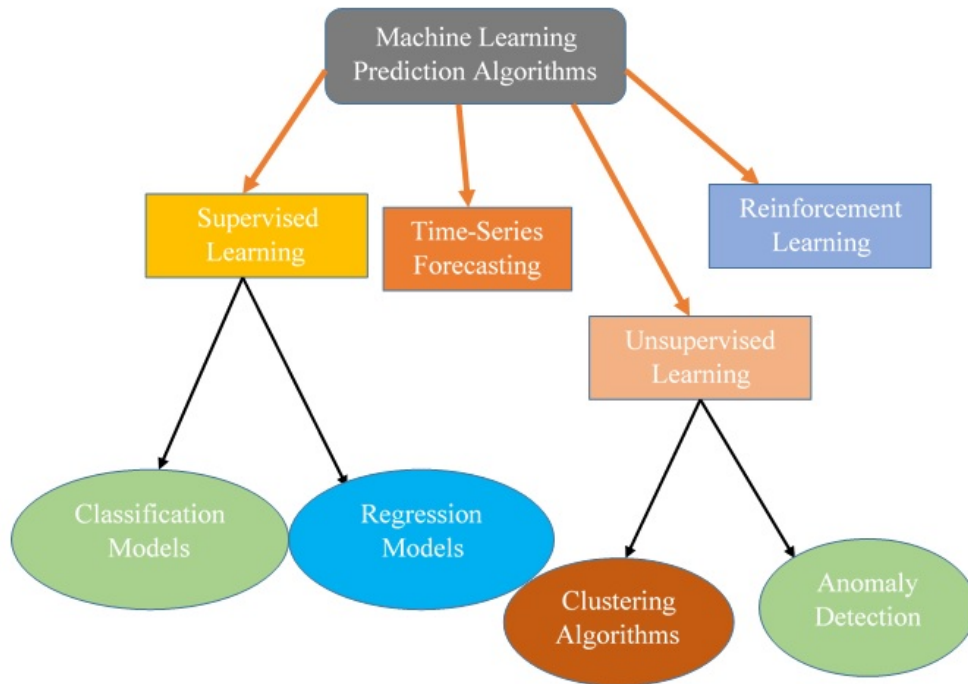 Machine Learning
Prediction Algorithms
Supervised
Learning
Time-Series
Forecasting
Reinforcement
Learning
Unsupervised
Learning
Classification
Models
Regression
Models
Clustering
Algorithms
Anomaly
Detection